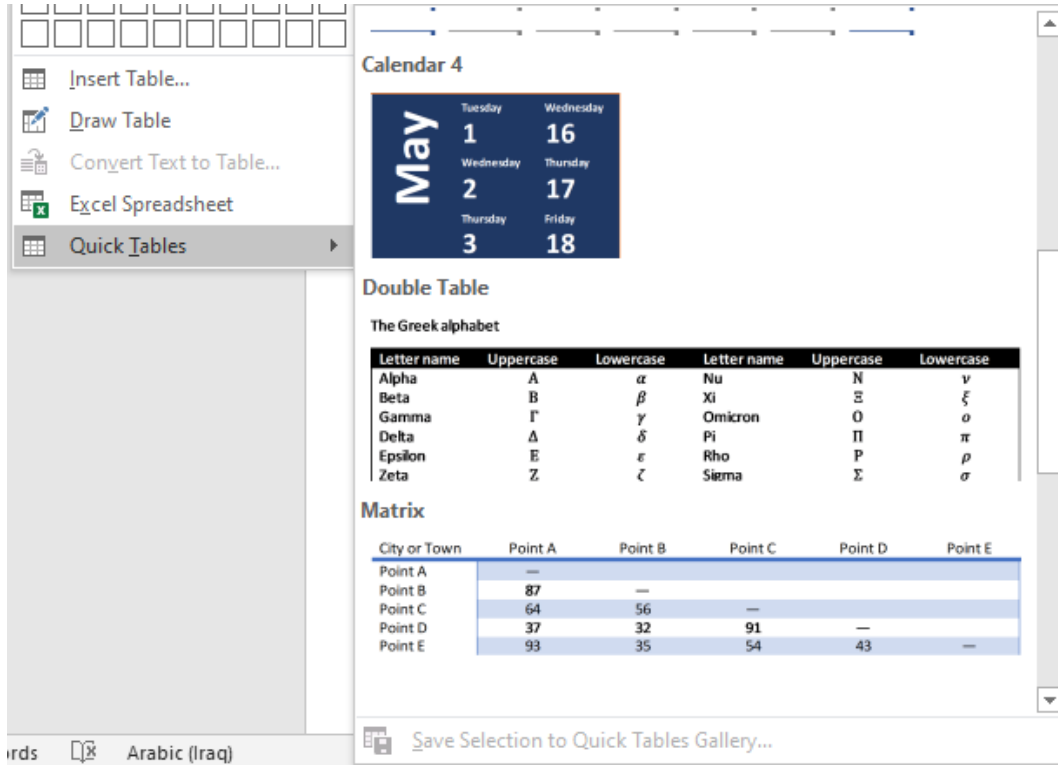 Insert Table...
Draw Table
Convert Text to Table...
Excel Spreadsheet
Quick Tables
Calendar 4
May
Tuesday Wednesday
1 16
Wednesday Thursday
2 17
Thursday Friday
3 18
Double Table
The Greek alphabet
Letter name Uppercase Lowercase Letter name Uppercase Lowercase
Alpha Α α Nu Ν ν
Beta Β β Xi Ξ ξ
Gamma Γ γ Omicron Ο ο
Delta Δ δ Pi Π π
Epsilon Ε ε Rho Ρ ρ
Zeta Ζ ζ Sigma Σ σ
Matrix
City or Town Point A Point B Point C Point D Point E
Point A —
Point B 87 —
Point C 64 56 —
Point D 37 32 91 —
Point E 93 35 54 43 —
Save Selection to Quick Tables Gallery...
rds Arabic (Iraq)